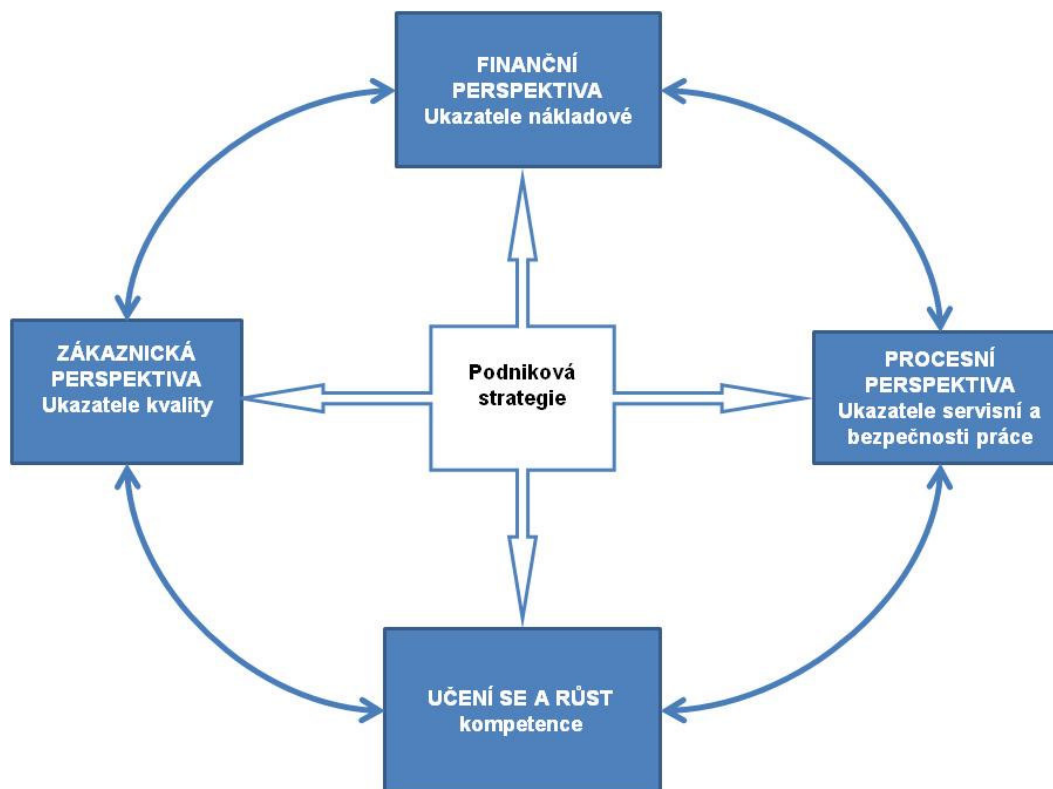 FINANČNÍ
PERSPEKTIVA
Ukazatele nákladové
ZÁKAZNICKÁ
PERSPEKTIVA
Ukazatele kvality
Podniková
strategie
PROCESNÍ
PERSPEKTIVA
Ukazatele servisní a
bezpečnosti práce
UČENÍ SE A RŮST
kompetence